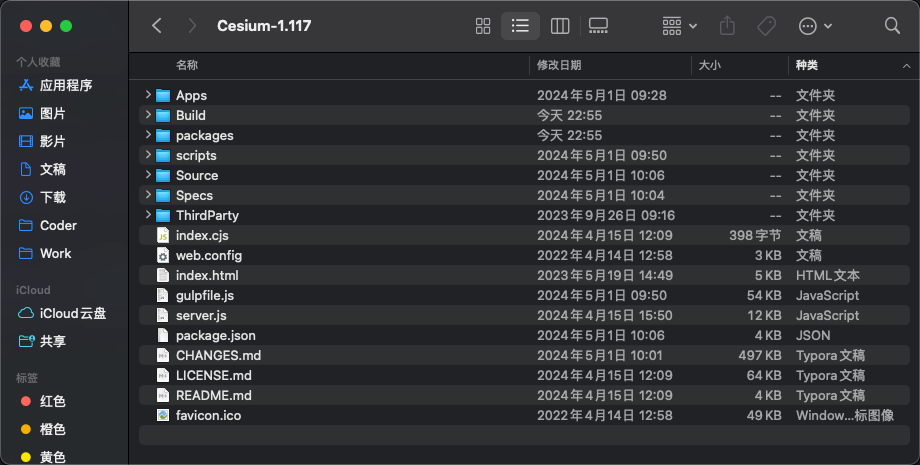 Cesium-1.117
个人收藏
应用程序
图片
影片
文稿
下载
Coder
Work
iCloud
iCloud云盘
共享
标签
红色
橙色
黄色
名称 修改日期 大小 种类
Apps 2024年5月1日 09:28 -- 文件夹
Build 今天 22:55 -- 文件夹
packages 今天 22:55 -- 文件夹
scripts 2024年5月1日 09:50 -- 文件夹
Source 2024年5月1日 10:06 -- 文件夹
Specs 2024年5月1日 10:04 -- 文件夹
ThirdParty 2023年9月26日 09:16 -- 文件夹
index.cjs 2024年4月15日 12:09 398字节 文稿
web.config 2022年4月14日 12:58 3 KB 文稿
index.html 2023年5月19日 14:49 5 KB HTML文本
gulpfile.js 2024年5月1日 09:50 54 KB JavaScript
server.js 2024年4月15日 15:50 12 KB JavaScript
package.json 2024年5月1日 10:06 4 KB JSON
CHANGES.md 2024年5月1日 10:01 497 KB Typora文稿
LICENSE.md 2024年4月15日 12:09 64 KB Typora文稿
README.md 2024年4月15日 12:09 4 KB Typora文稿
favicon.ico 2022年4月14日 12:58 49 KB Window...标图像